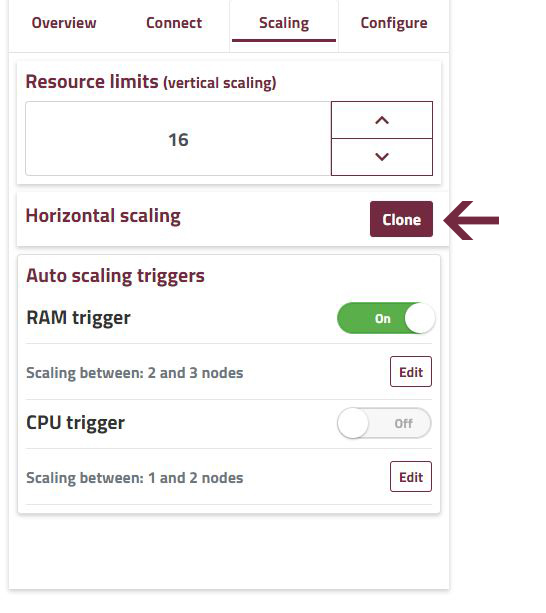 Overview Connect Scaling Configure
Resource limits (vertical scaling)
16
Horizontal scaling Clone
Auto scaling triggers
RAM trigger On
Scaling between: 2 and 3 nodes Edit
CPU trigger Off
Scaling between: 1 and 2 nodes Edit